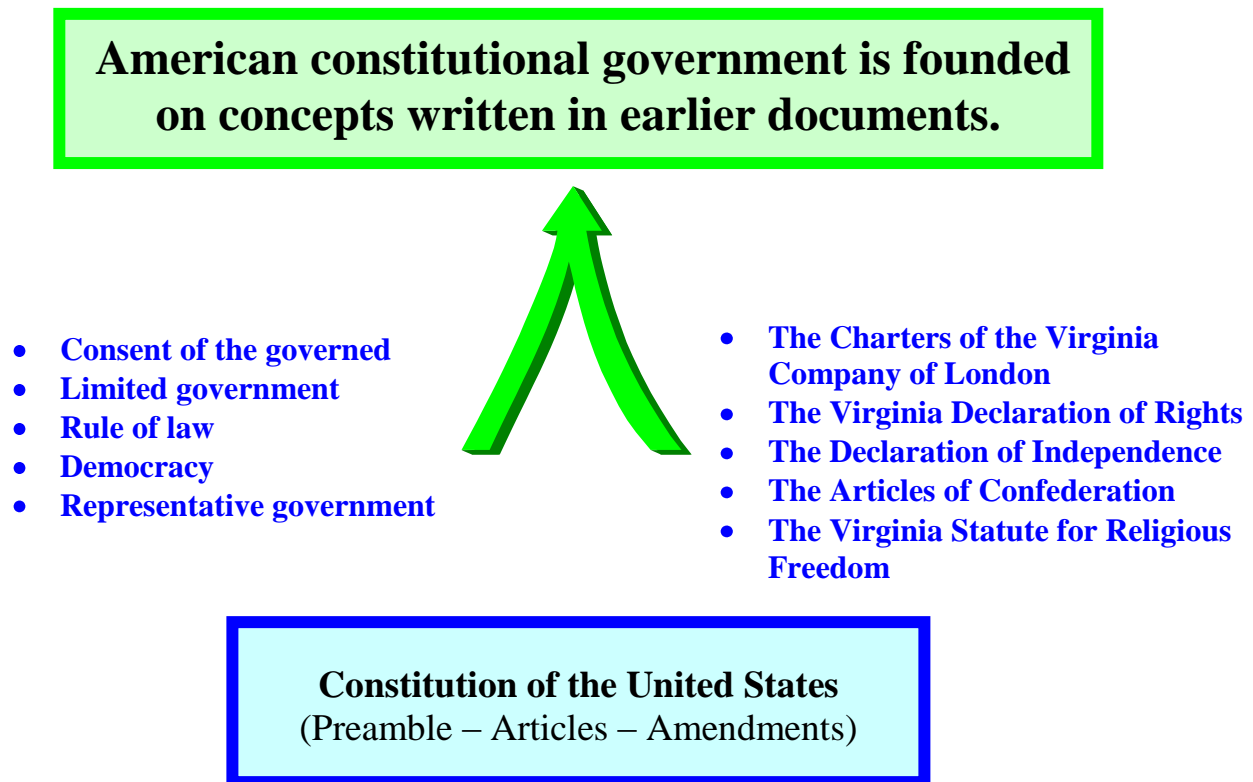 American constitutional government is founded
on concepts written in earlier documents.
• Consent of the governed
• Limited government
• Rule of law
• Democracy
• Representative government
• The Charters of the Virginia
Company of London
• The Virginia Declaration of Rights
• The Declaration of Independence
• The Articles of Confederation
• The Virginia Statute for Religious
Freedom
Constitution of the United States
(Preamble – Articles – Amendments)